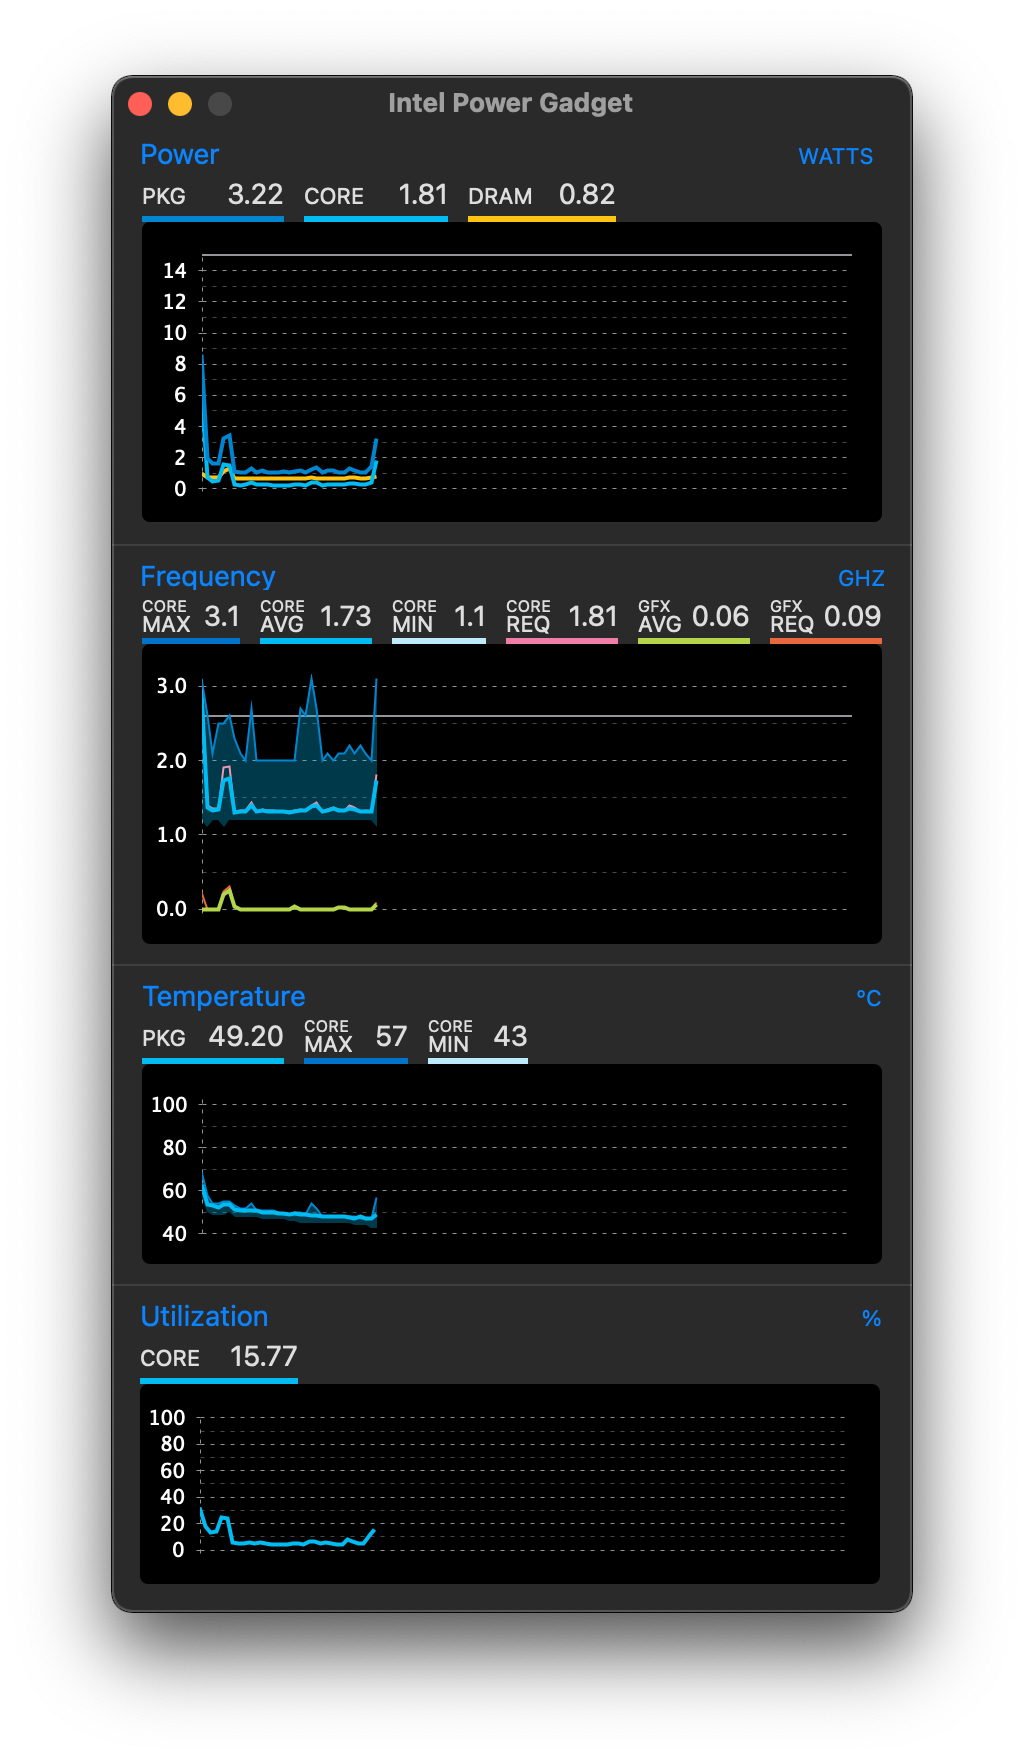 Intel Power Gadget
Power WATTS
PKG 3.22 CORE 1.81 DRAM 0.82
14
12
10
8
6
4
2
0
Frequency GHZ
CORE MAX 3.1 CORE AVG 1.73 CORE MIN 1.1 CORE REQ 1.81 GFX AVG 0.06 GFX REQ 0.09
3.0
2.0
1.0
0.0
Temperature °C
PKG 49.20 CORE MAX 57 CORE MIN 43
100
80
60
40
Utilization %
CORE 15.77
100
80
60
40
20
0